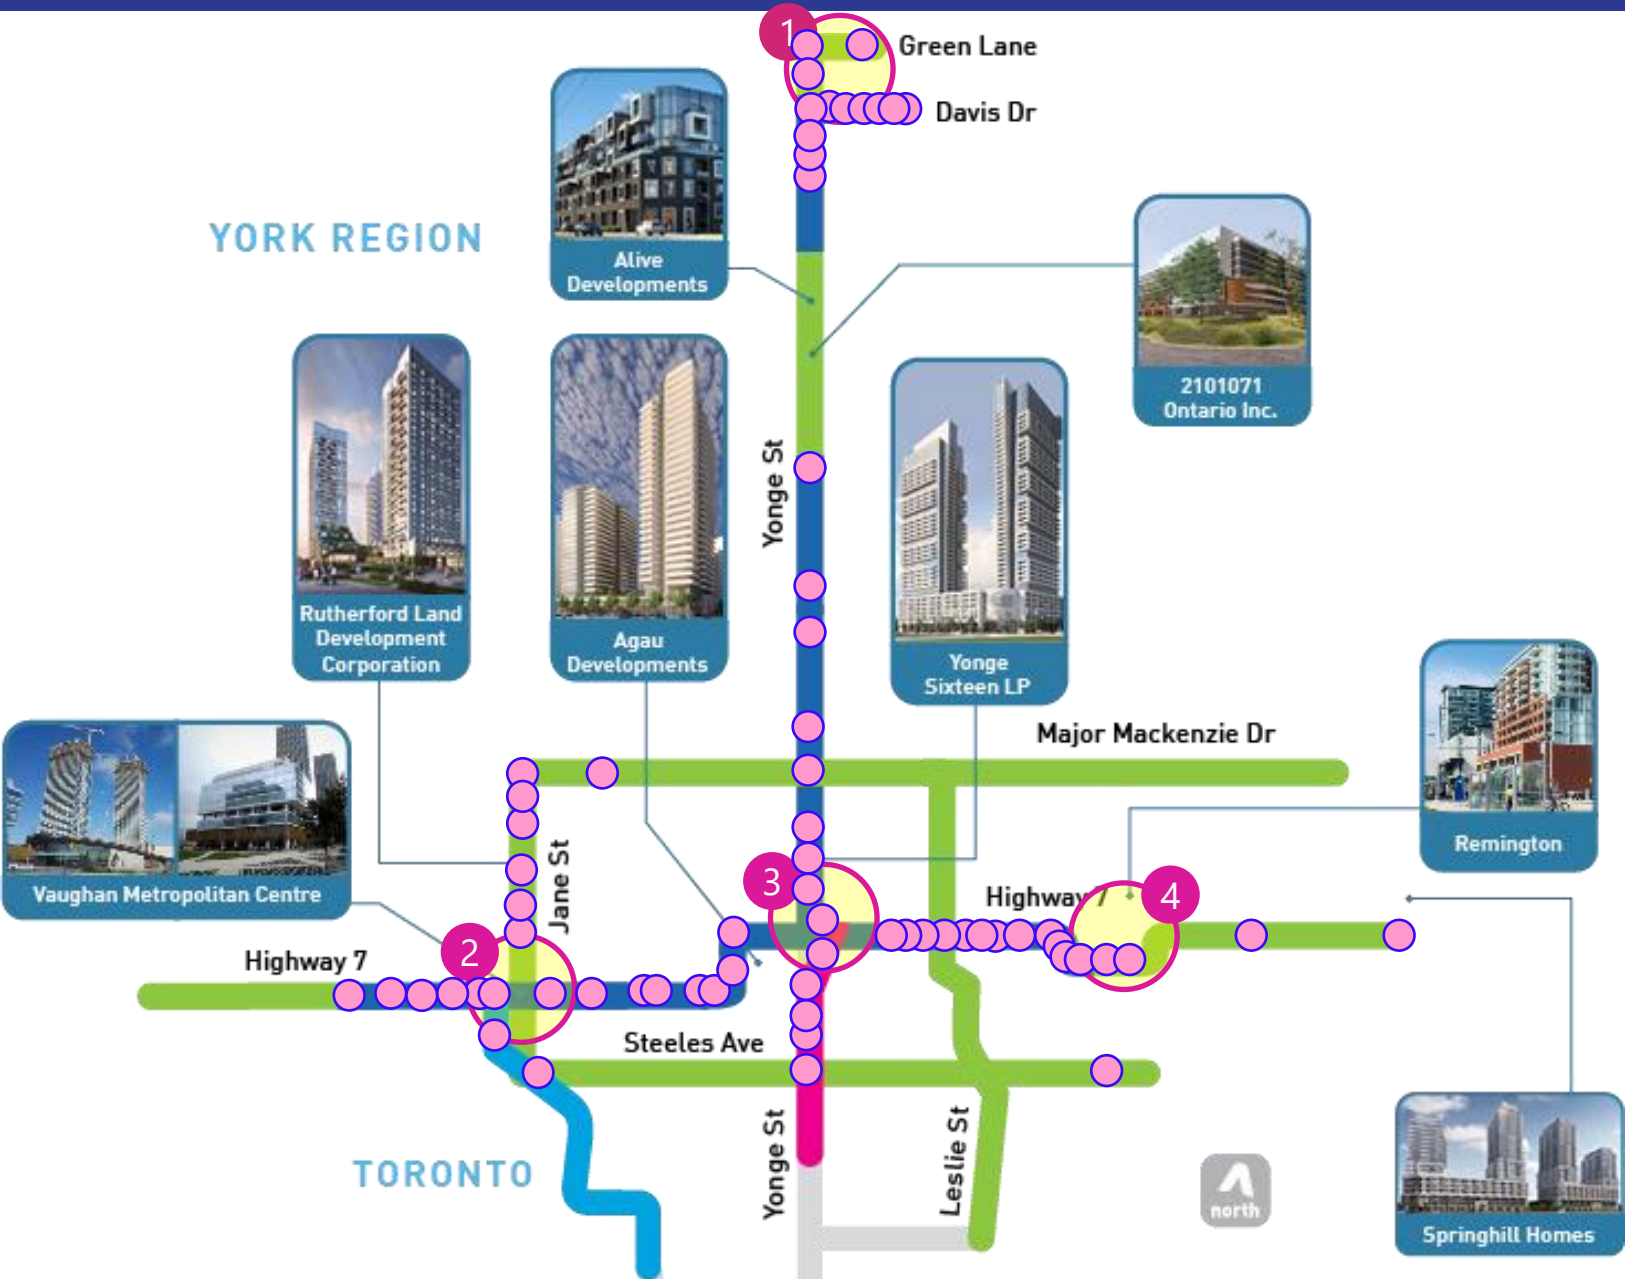 1
Green Lane
Davis Dr
YORK REGION
Alive
Developments
2101071
Ontario Inc.
Yonge St
Rutherford Land
Development
Corporation
Agau
Developments
Yonge
Sixteen LP
Major Mackenzie Dr
Remington
Vaughan Metropolitan Centre
Jane St
3
Highway 7
4
2
Highway 7
Steeles Ave
Yonge St
Leslie St
TORONTO
north
Springhill Homes